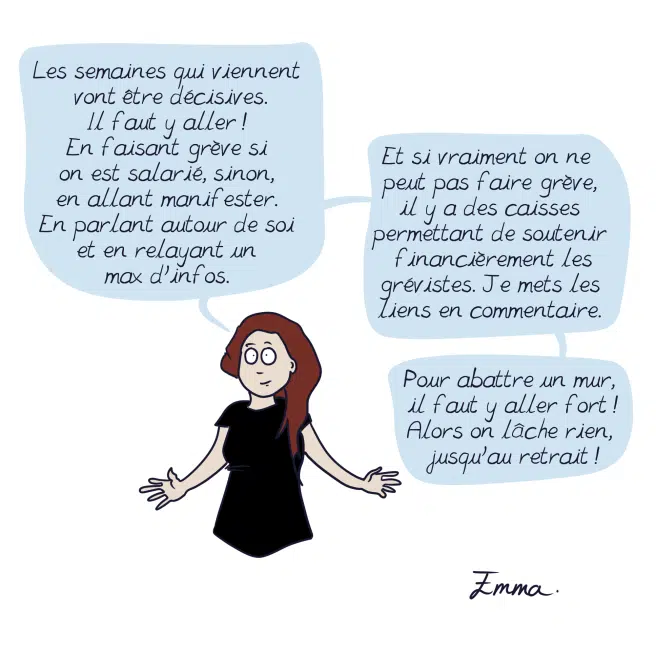 Les semaines qui viennent
vont être décisives.
Il faut y aller !
En faisant grève si
on est salarié, sinon,
en allant manifester.
En parlant autour de soi
et en relayant un
max d'infos.
Et si vraiment on ne
peut pas faire grève,
il y a des caisses
permettant de soutenir
financièrement les
grévistes. Je mets les
liens en commentaire.
Pour abattre un mur,
il faut y aller fort !
Alors on lâche rien,
jusqu'au retrait !
Emma.